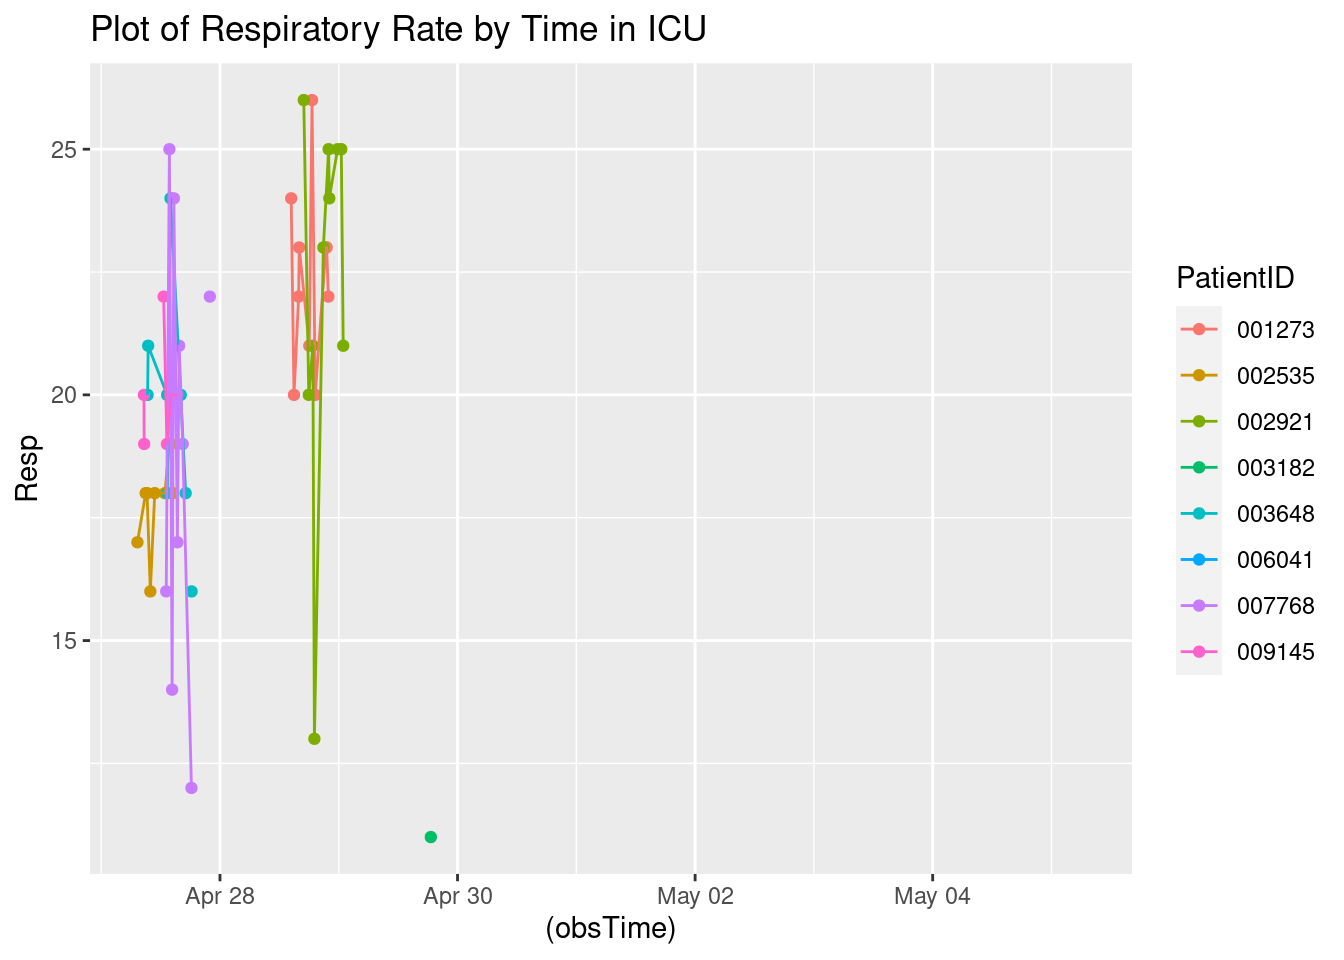 Plot of Respiratory Rate by Time in ICU
Resp
25
20
15
Apr 28
Apr 30
May 02
May 04
(obsTime)
PatientID
001273
002535
002921
003182
003648
006041
007768
009145